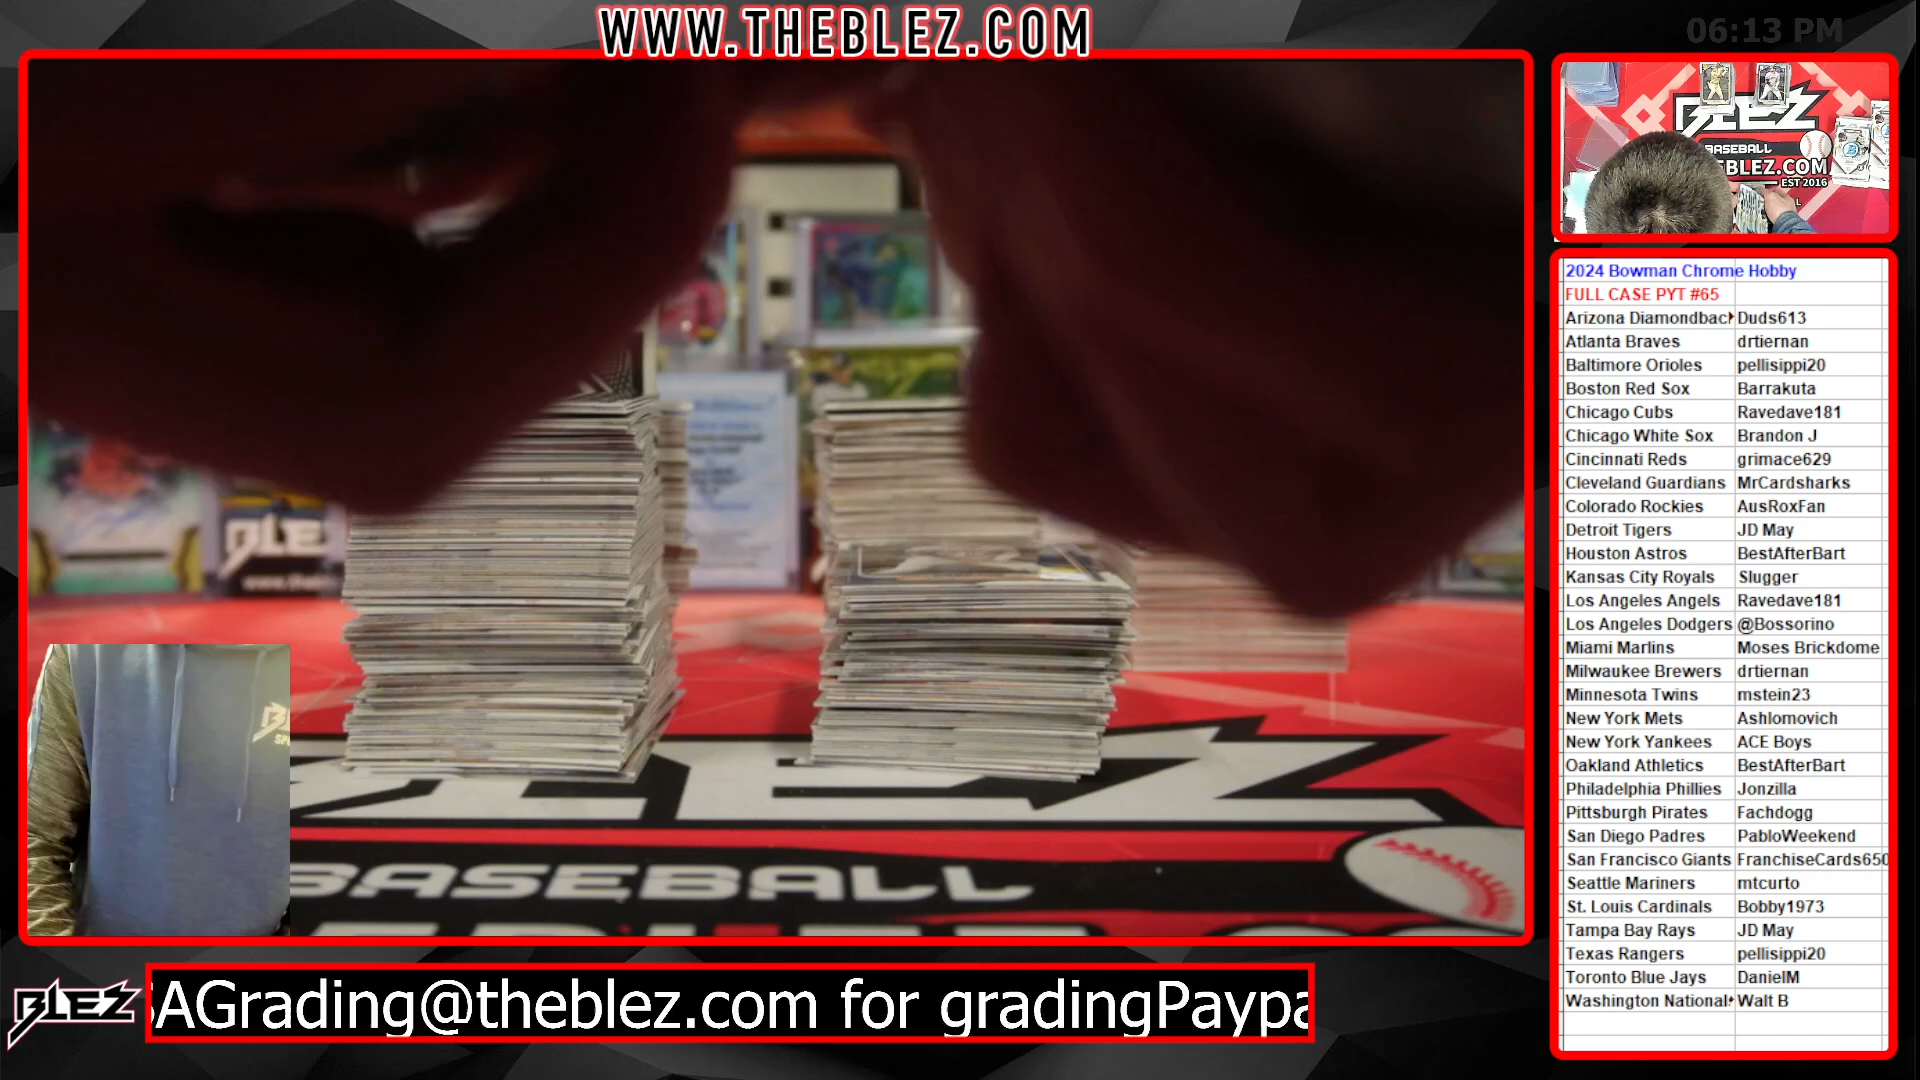 WWW.THEBLEZ.COM
06:13 PM
BLEZ
BASEBALL
EBLEZ.COM
EST 2016
2024 Bowman Chrome Hobby
FULL CASE PYT #65
Arizona Diamondback Duds613
Atlanta Braves drtiernan
Baltimore Orioles pellisippi20
Boston Red Sox Barrakuta
Chicago Cubs Ravedave181
Chicago White Sox Brandon J
Cincinnati Reds grimace629
Cleveland Guardians MrCardsharks
Colorado Rockies AusRoxFan
Detroit Tigers JD May
Houston Astros BestAfterBart
Kansas City Royals Slugger
Los Angeles Angels Ravedave181
Los Angeles Dodgers @Bossorino
Miami Marlins Moses Brickdome
Milwaukee Brewers drtiernan
Minnesota Twins mstein23
New York Mets Ashlomovich
New York Yankees ACE Boys
Oakland Athletics BestAfterBart
Philadelphia Phillies Jonzilla
Pittsburgh Pirates Fachdogg
San Diego Padres PabloWeekend
San Francisco Giants FranchiseCards650
Seattle Mariners mtcurto
St. Louis Cardinals Bobby1973
Tampa Bay Rays JD May
Texas Rangers pellisippi20
Toronto Blue Jays DanielM
Washington National Walt B
BLE
EZ
BASEBALL
BLEZ
AGrading@theblez.com for gradingPaypa